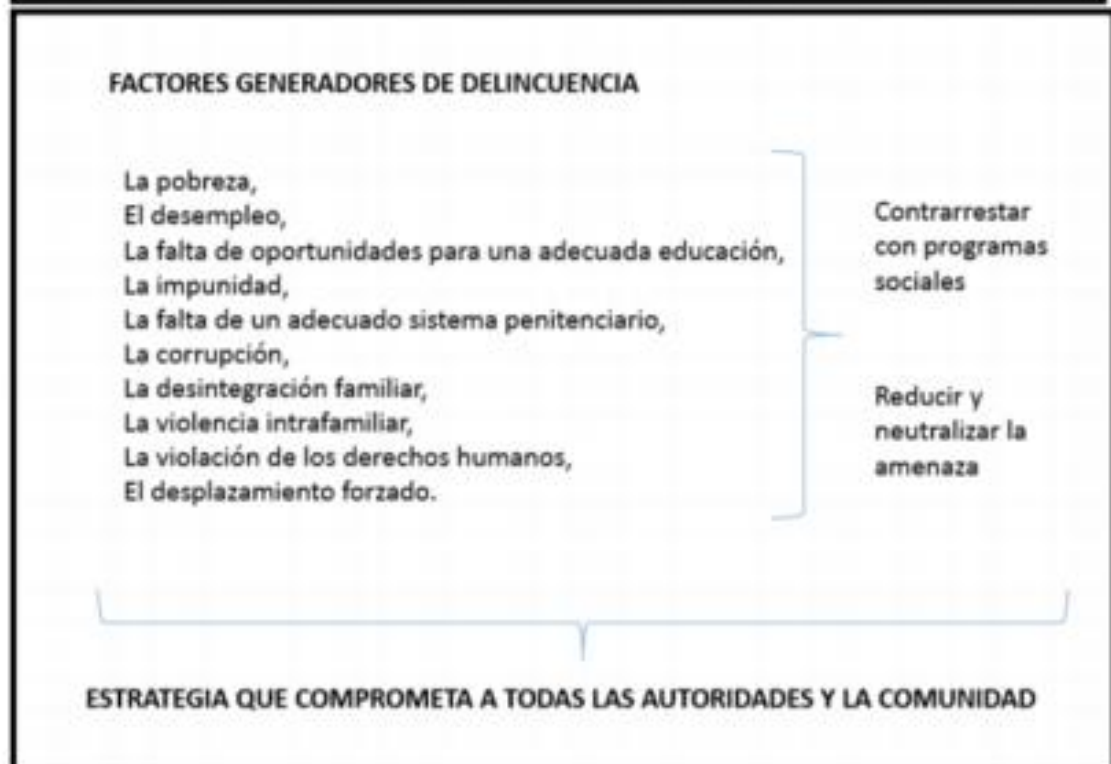 FACTORES GENERADORES DE DELINCUENCIA
La pobreza,
El desempleo,
La falta de oportunidades para una adecuada educación,
La impunidad,
La falta de un adecuado sistema penitenciario,
La corrupción,
La desintegración familiar,
La violencia intrafamiliar,
La violación de los derechos humanos,
El desplazamiento forzado.
Contrarrestar
con programas
sociales
Reducir y
neutralizar la
amenaza
ESTRATEGIA QUE COMPROMETA A TODAS LAS AUTORIDADES Y LA COMUNIDAD